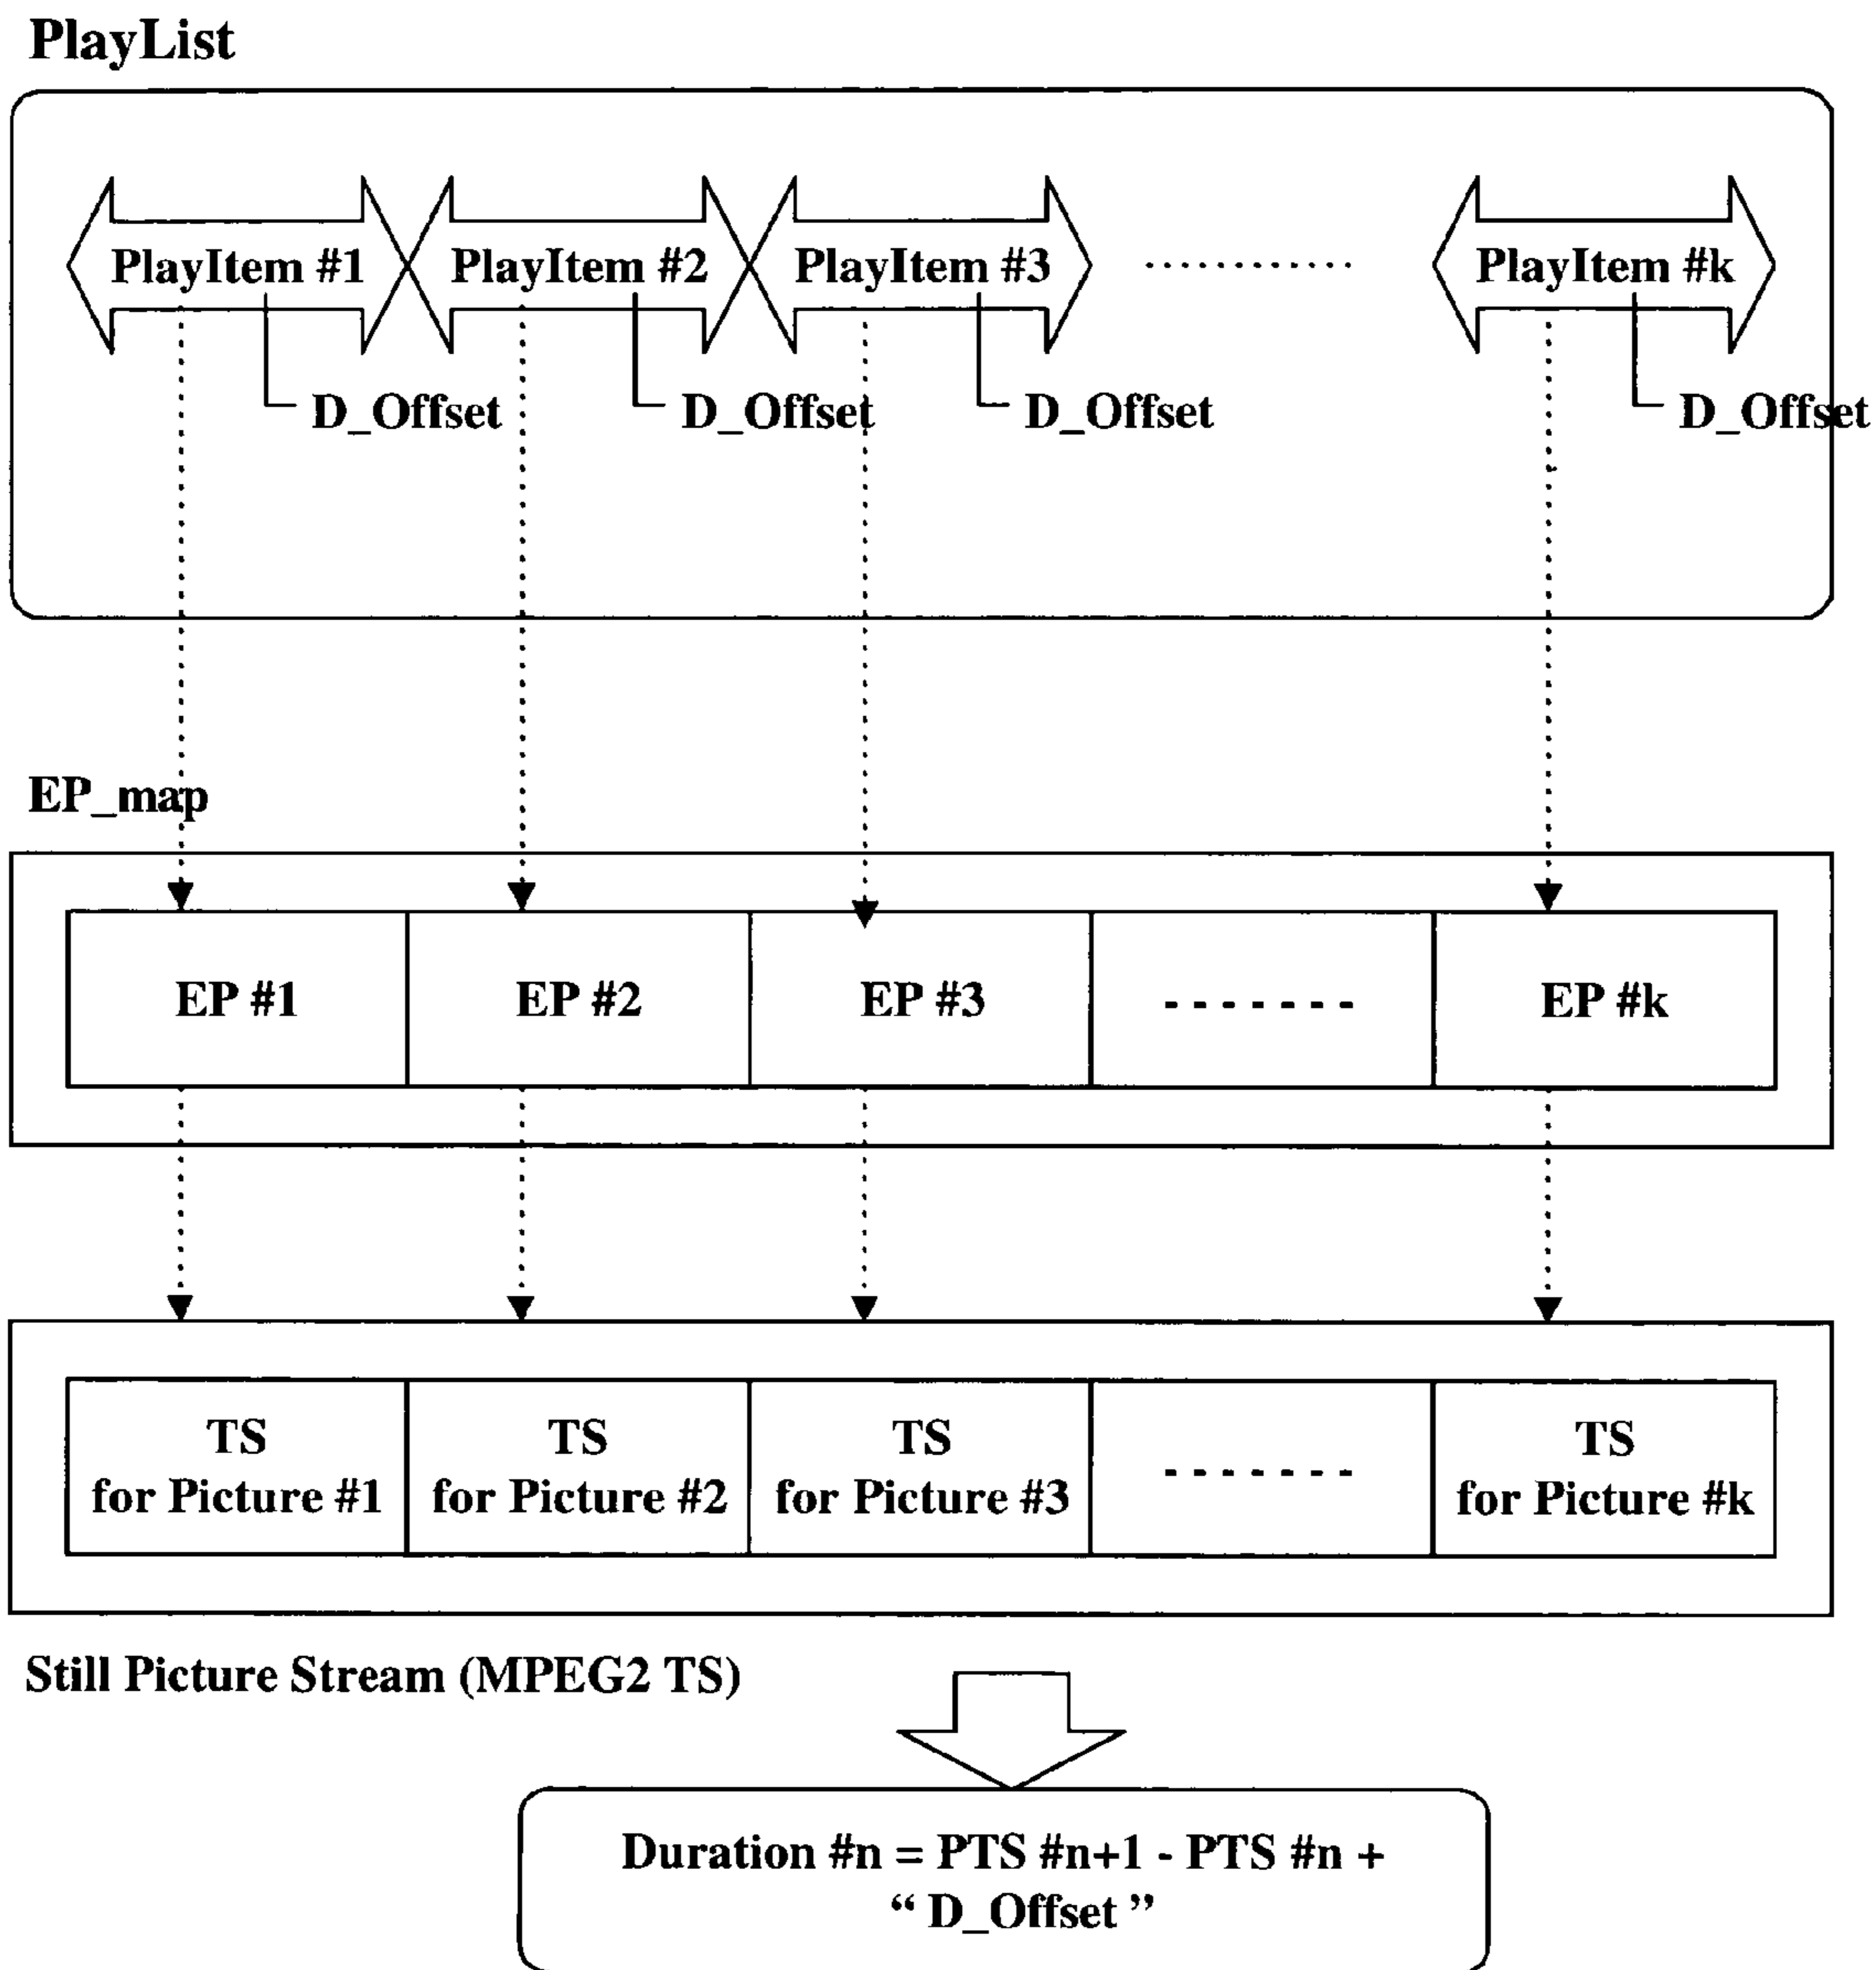 PlayList
PlayItem #1 PlayItem #2 PlayItem #3 ............ PlayItem #k
D_Offset D_Offset D_Offset D_Offset
EP_map
EP #1 EP #2 EP #3 ------- EP #k
TS TS TS TS
for Picture #1 for Picture #2 for Picture #3 ------- for Picture #k
Still Picture Stream (MPEG2 TS)
Duration #n = PTS #n+1 - PTS #n +
“ D_Offset ”